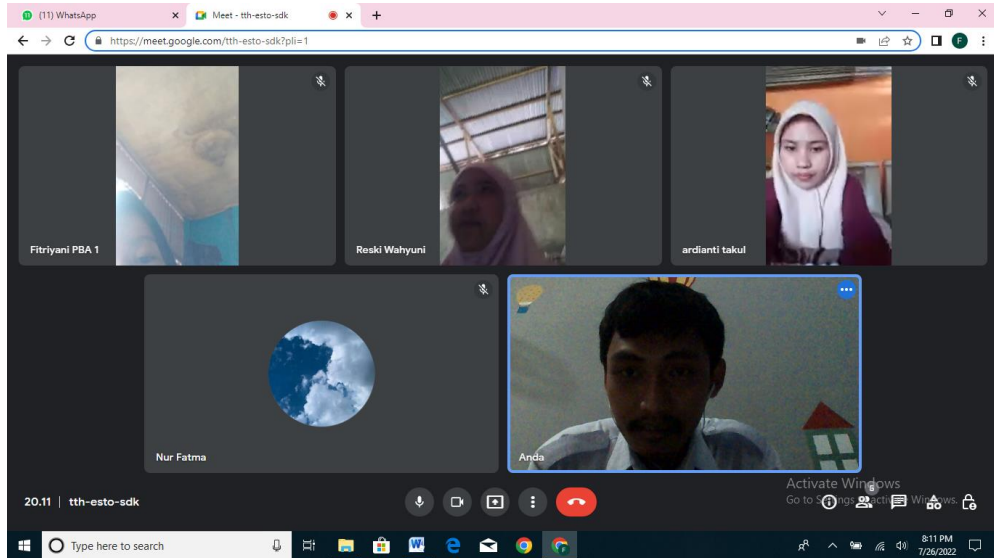 (11) WhatsApp
Meet - tth-esto-sdk
https://meet.google.com/tth-esto-sdk?pli=1
F
Fitriyani PBA 1
Reski Wahyuni
ardianti takul
Nur Fatma
Anda
Activate Windows
20.11 | tth-esto-sdk
Type here to search
8:11 PM
7/26/2022